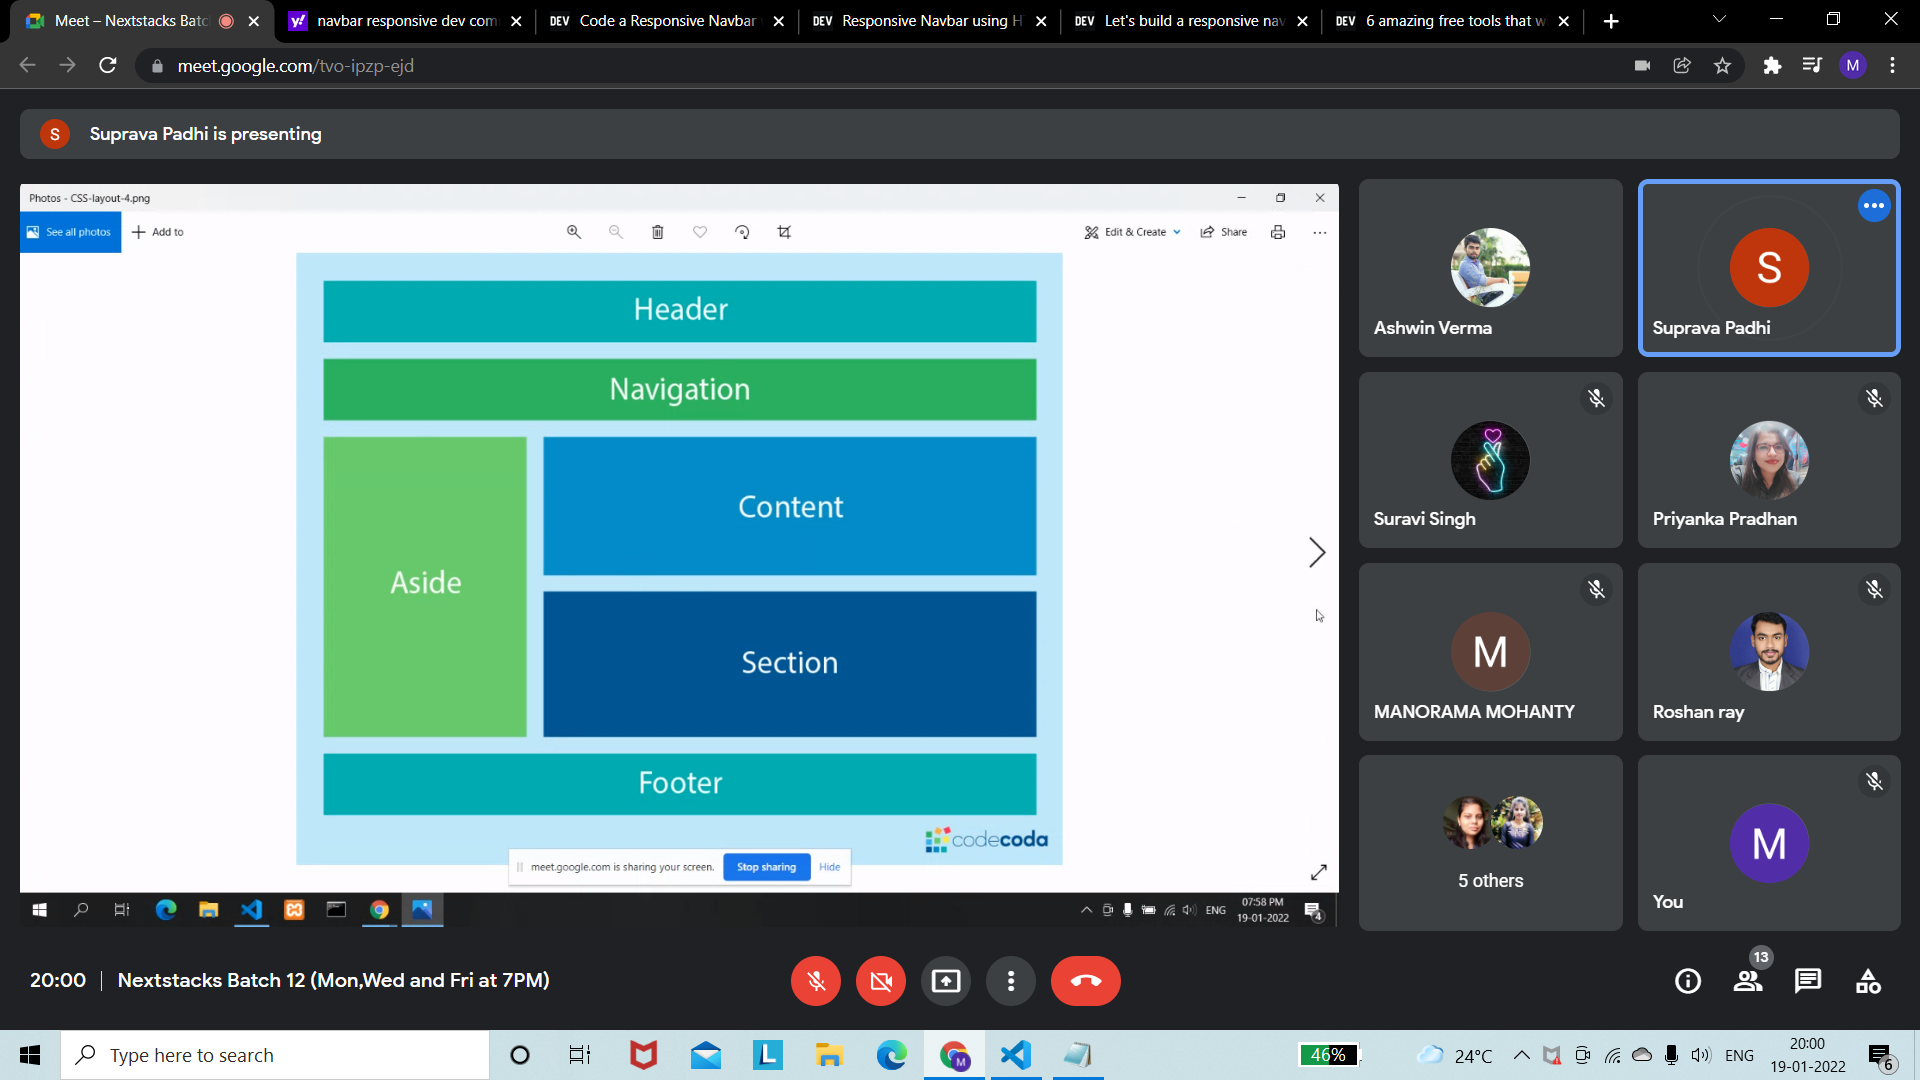 Meet – Nextstacks Batc
navbar responsive dev com
DEV Code a Responsive Navbar
DEV Responsive Navbar using H
DEV Let's build a responsive nav
DEV 6 amazing free tools that w
meet.google.com/tvo-ipzp-ejd
M
S Suprava Padhi is presenting
Photos - CSS-layout-4.png
See all photos
Add to
Edit & Create
Share
Header
Navigation
Aside
Content
Section
Footer
codecoda
meet.google.com is sharing your screen.
Stop sharing
Hide
ENG
07:58 PM
19-01-2022
4
Ashwin Verma
S
Suprava Padhi
Suravi Singh
Priyanka Pradhan
M
MANORAMA MOHANTY
Roshan ray
5 others
M
You
20:00
Nextstacks Batch 12 (Mon,Wed and Fri at 7PM)
13
Type here to search
L
M
46%
24°C
ENG
20:00
19-01-2022
6